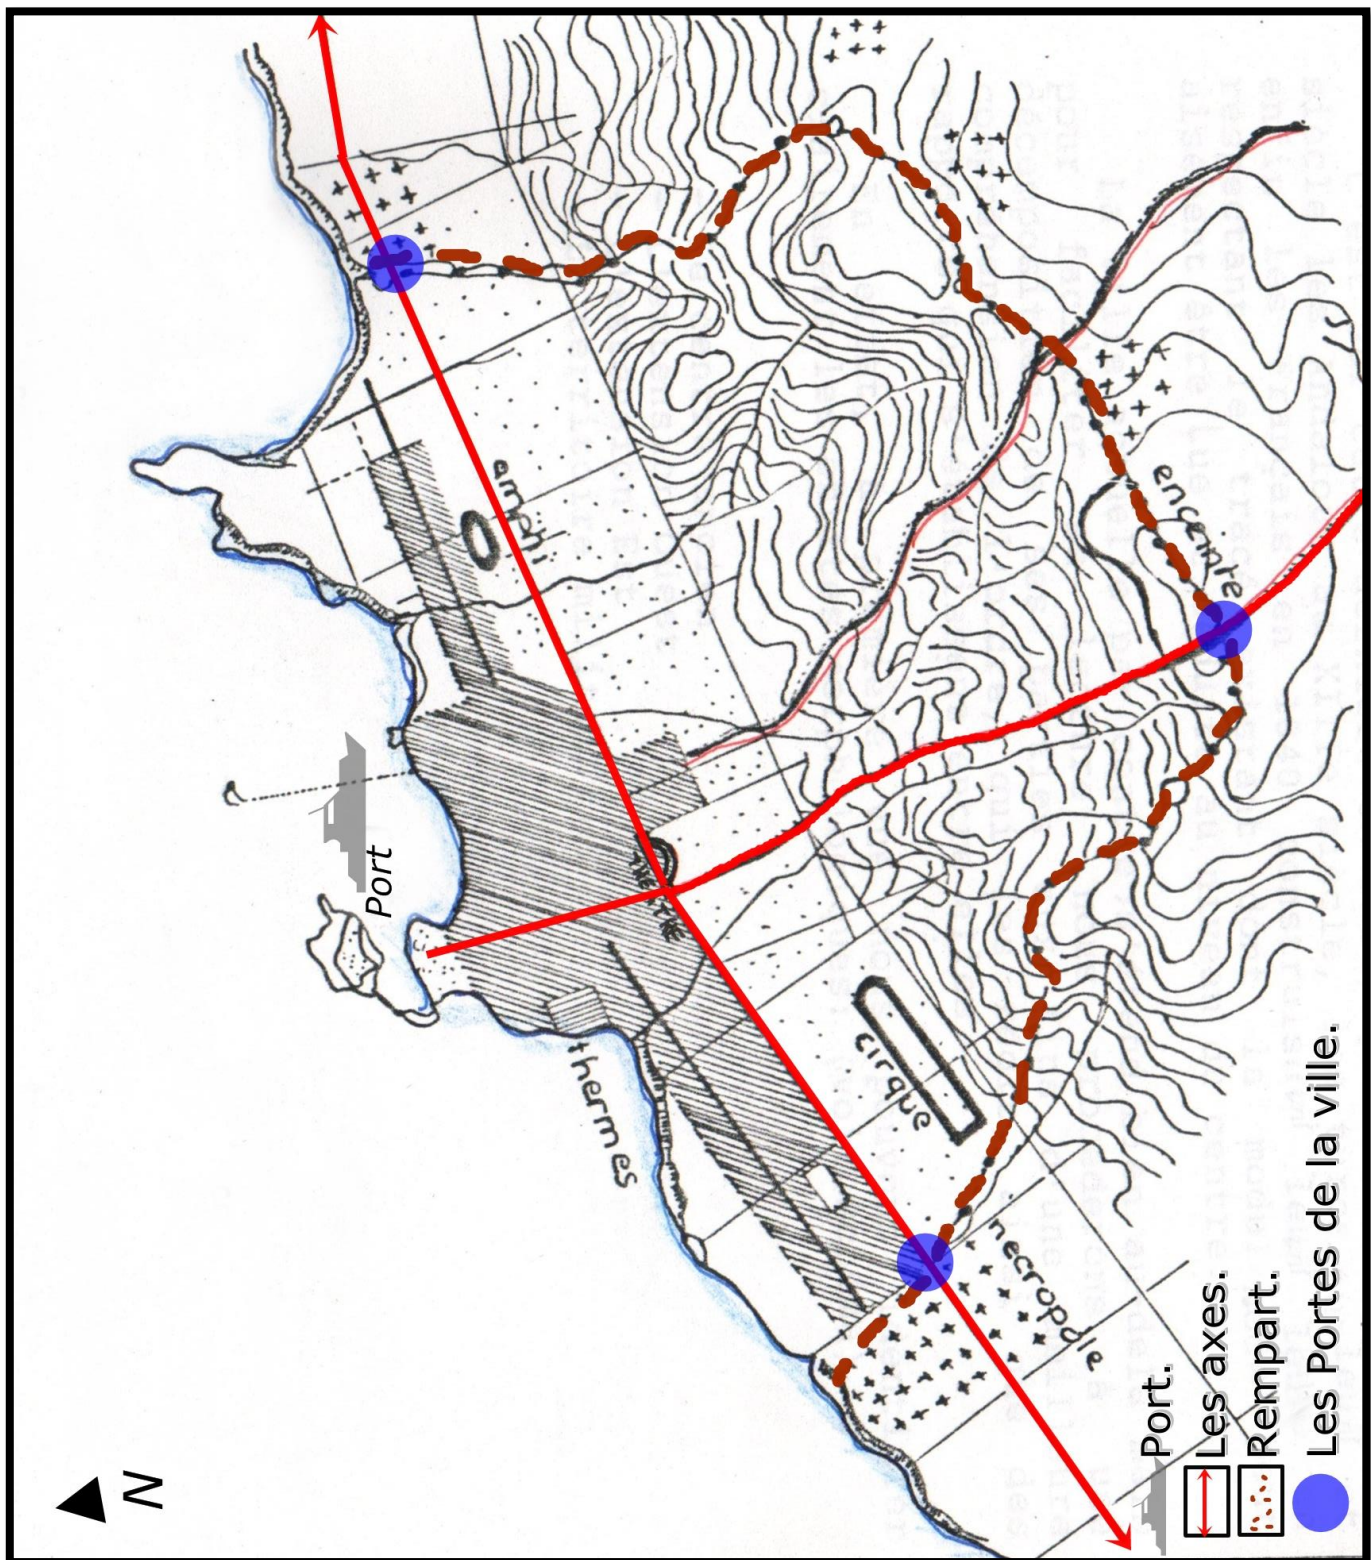 N
Port
amphi
enceinte
thermes
cirque
necropole
Port.
Les axes.
Rempart.
Les Portes de la ville.